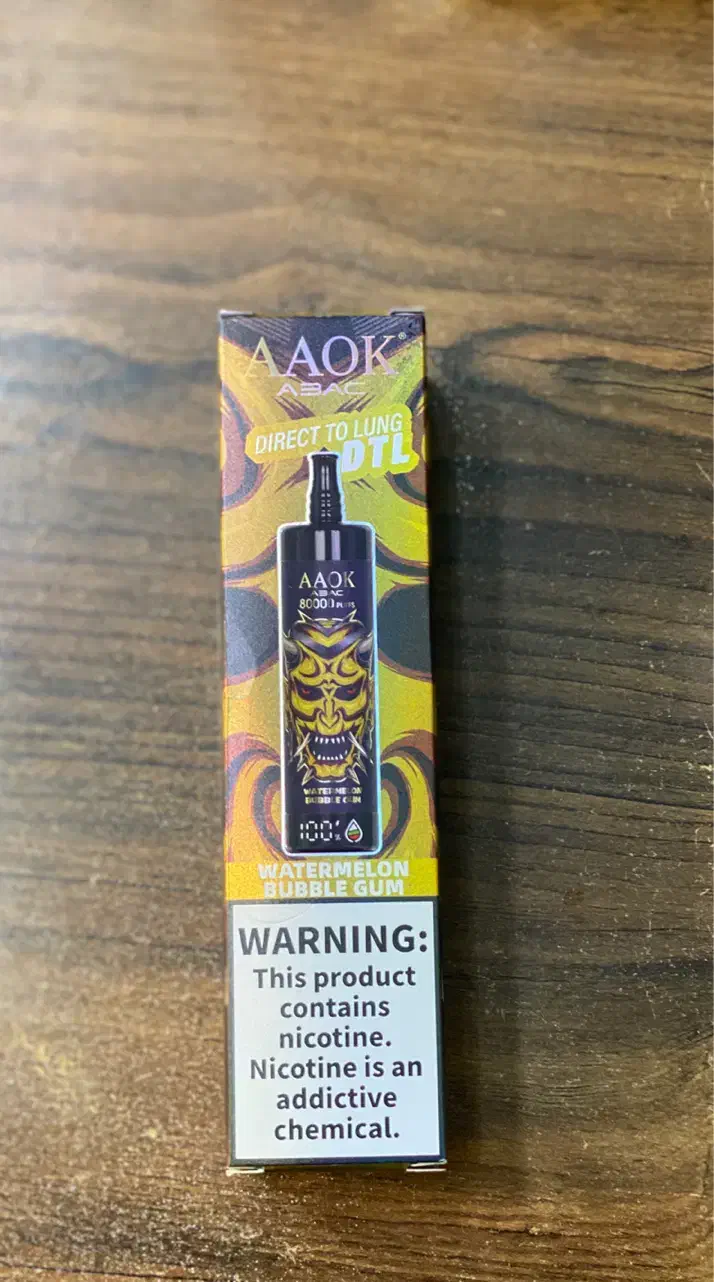 AAOK®
ABAC
DIRECT TO LUNG
DTL
AAOK
ABAC
80000 PUFFS
WATERMELON
BUBBLE GUM
100%
WATERMELON
BUBBLE GUM
WARNING:
This product
contains
nicotine.
Nicotine is an
addictive
chemical.